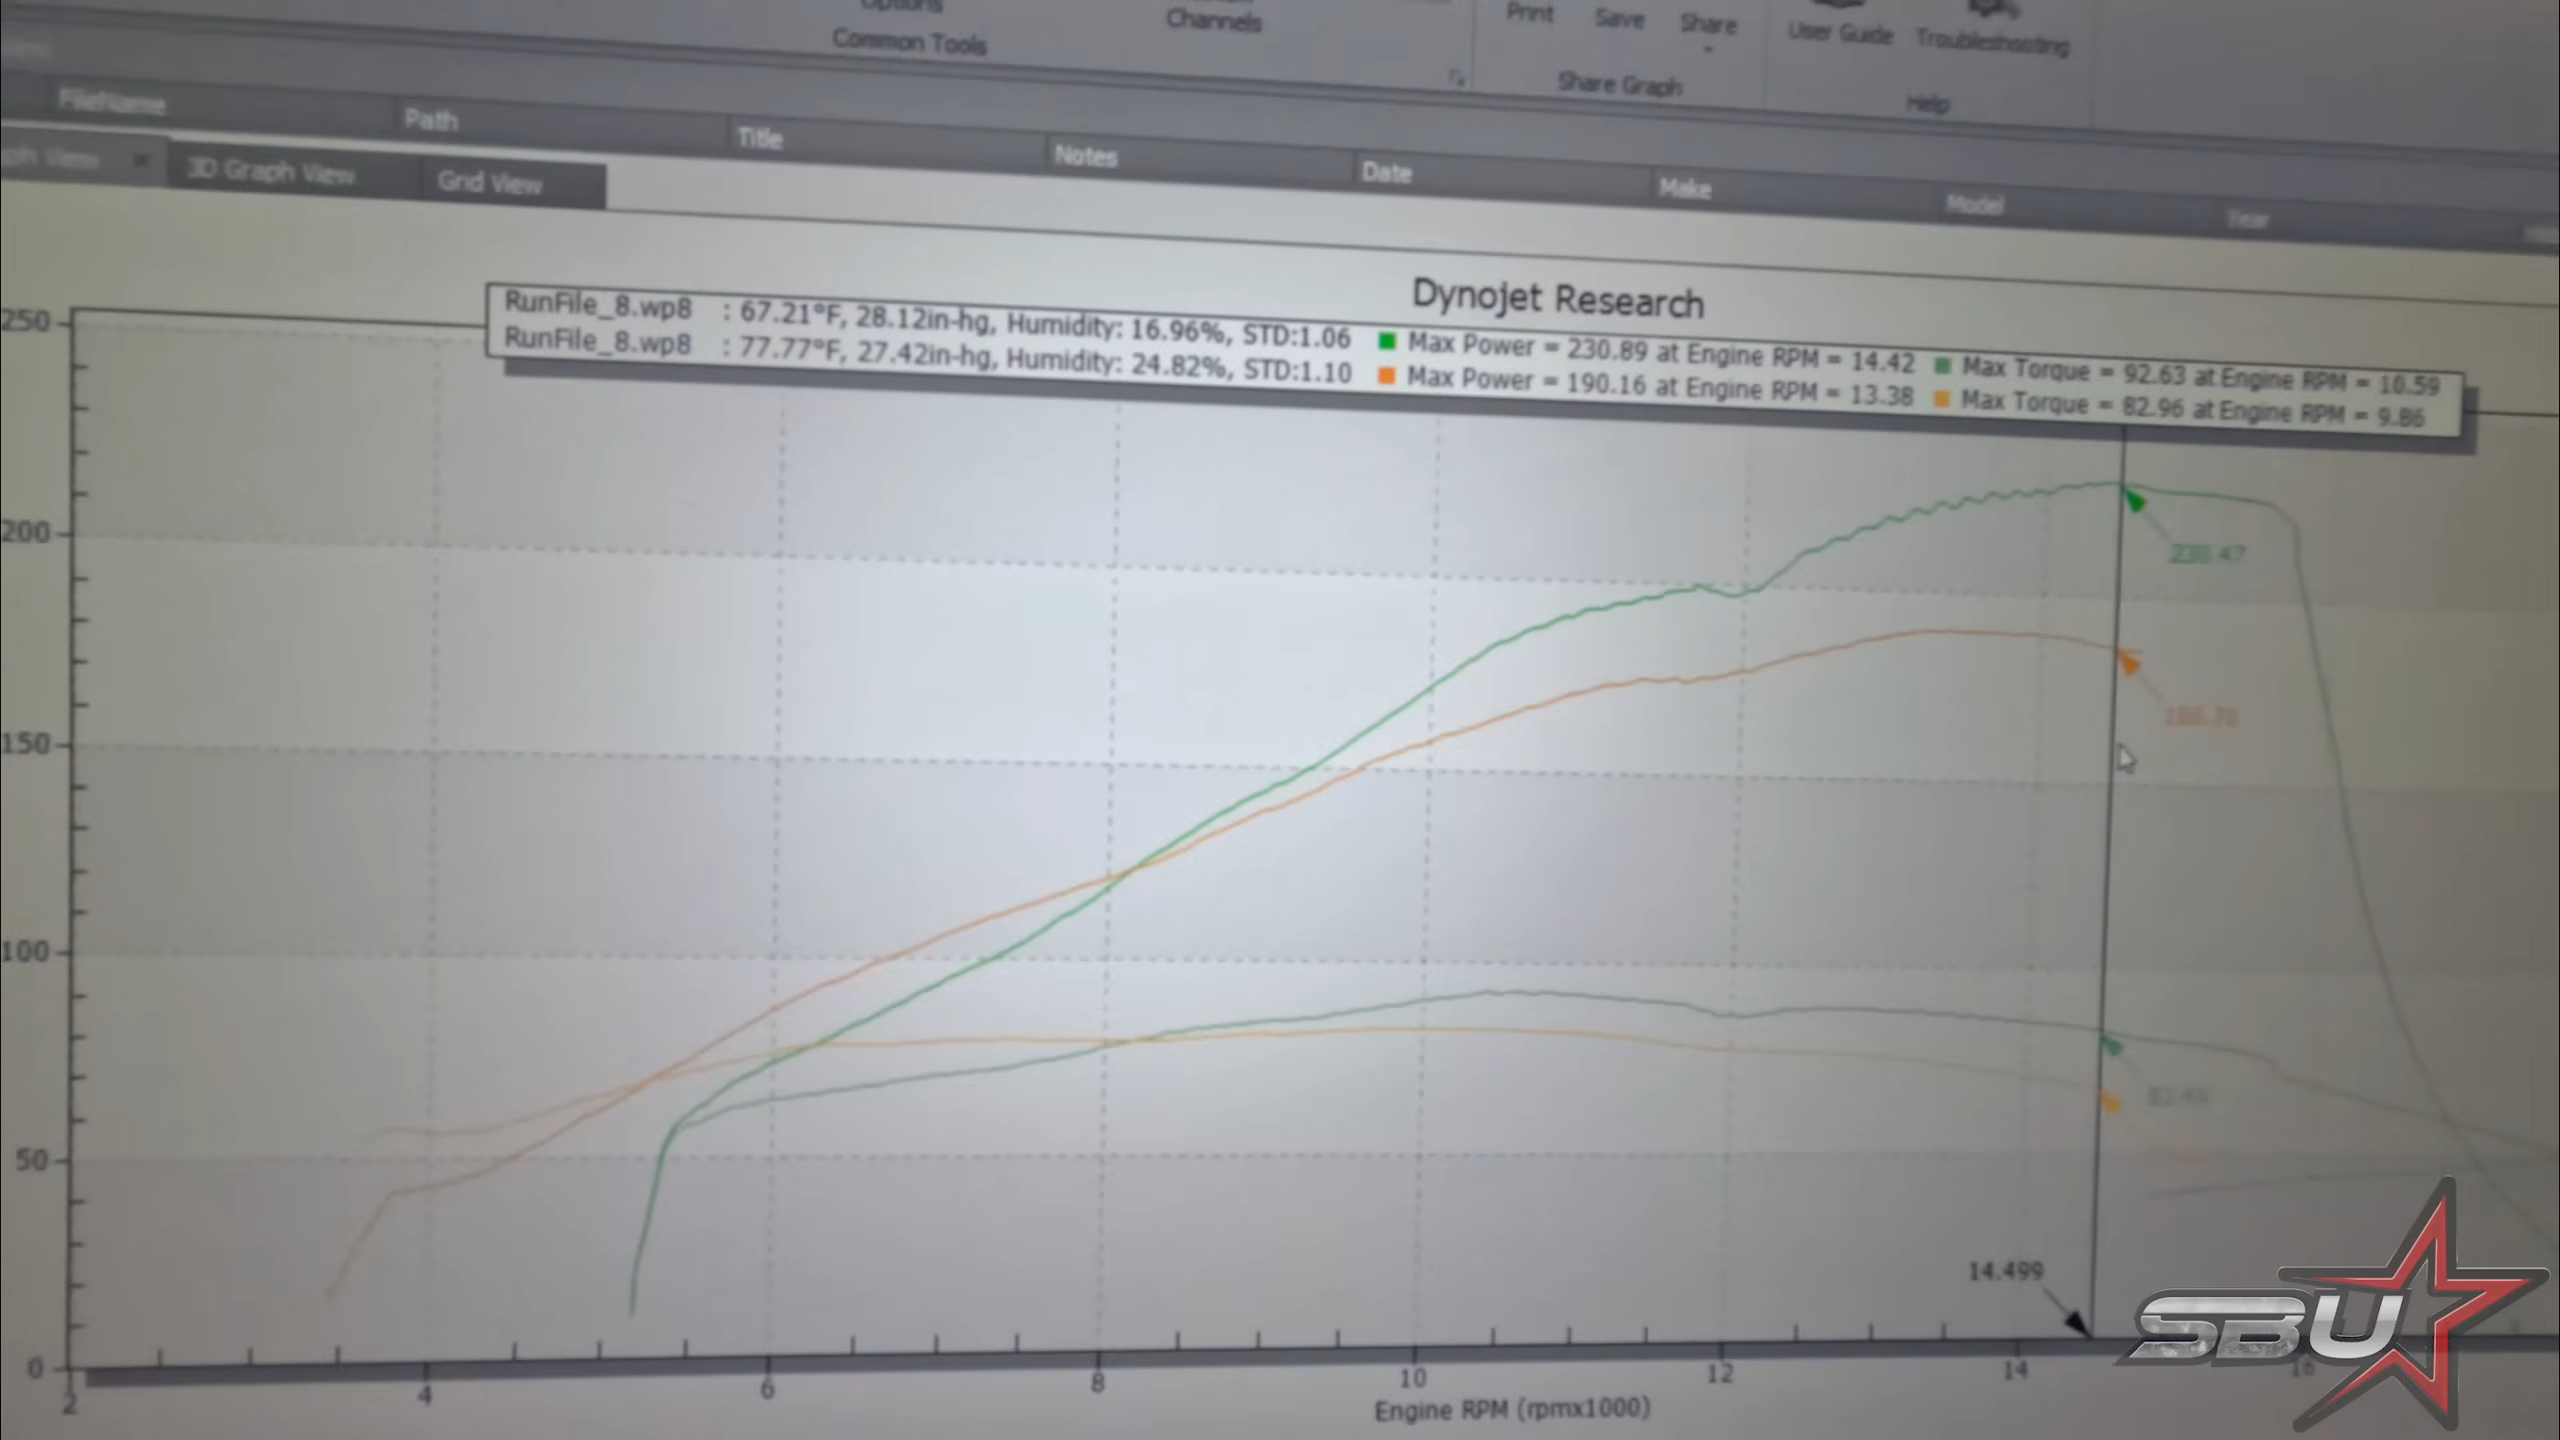 Options
Channels
Print Save Share
User Guide Troubleshooting
Common Tools
Share Graph
Help
FileName Path Title Notes Date Make Model Year
ph View 3D Graph View Grid View
Dynojet Research
RunFile_8.wp8 : 67.21°F, 28.12in-hg, Humidity: 16.96%, STD:1.06 Max Power = 230.89 at Engine RPM = 14.42 Max Torque = 92.63 at Engine RPM = 10.59
RunFile_8.wp8 : 77.77°F, 27.42in-hg, Humidity: 24.82%, STD:1.10 Max Power = 190.16 at Engine RPM = 13.38 Max Torque = 82.96 at Engine RPM = 9.86
250
200
230.47
150
100
50
14.499
0
2 4 6 8 10 12 14 16
Engine RPM (rpmx1000)
SBU